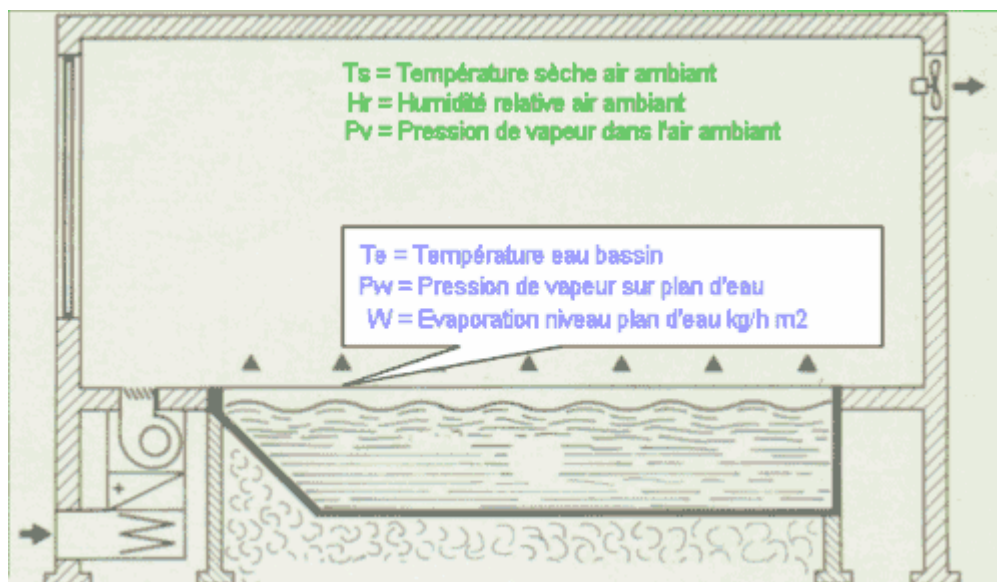 Ts = Température sèche air ambiant
Hr = Humidité relative air ambiant
Pv = Pression de vapeur dans l'air ambiant
Te = Température eau bassin
Pw = Pression de vapeur sur plan d'eau
W = Evaporation niveau plan d'eau kg/h m2